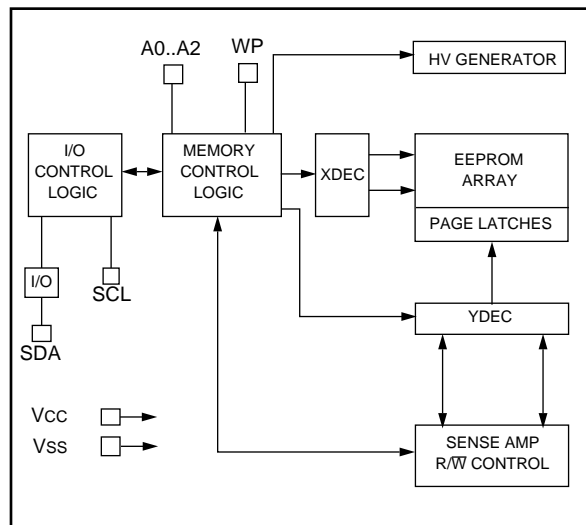 A0..A2
WP
HV GENERATOR
I/O
CONTROL
LOGIC
MEMORY
CONTROL
LOGIC
XDEC
EEPROM
ARRAY
PAGE LATCHES
I/O
SCL
SDA
YDEC
VCC
VSS
SENSE AMP
R/W̅ CONTROL